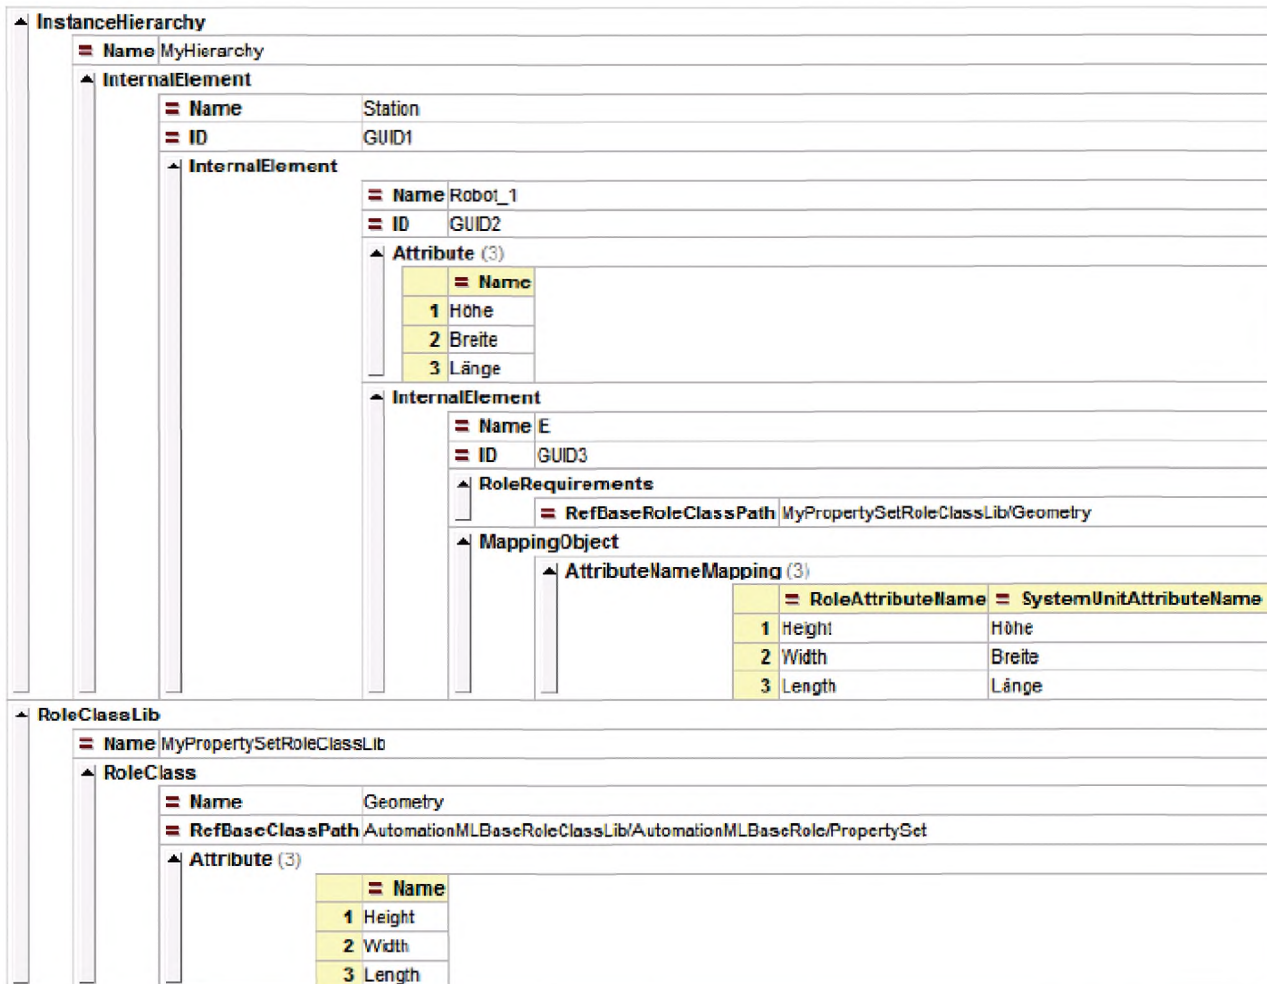 InstanceHierarchy
= Name MyHierarchy
InternalElement
= Name Station
= ID GUID1
InternalElement
= Name Robot_1
= ID GUID2
Attribute (3)
= Name
1 Höhe
2 Breite
3 Länge
InternalElement
= Name E
= ID GUID3
RoleRequirements
= RefBaseRoleClassPath MyPropertySetRoleClassLib/Geometry
MappingObject
AttributeNameMapping (3)
= RoleAttributeName = SystemUnitAttributeName
1 Height Höhe
2 Width Breite
3 Length Länge
RoleClassLib
= Name MyPropertySetRoleClassLib
RoleClass
= Name Geometry
= RefBaseClassPath AutomationMLBaseRoleClassLib/AutomationMLBaseRole/PropertySet
Attribute (3)
= Name
1 Height
2 Width
3 Length